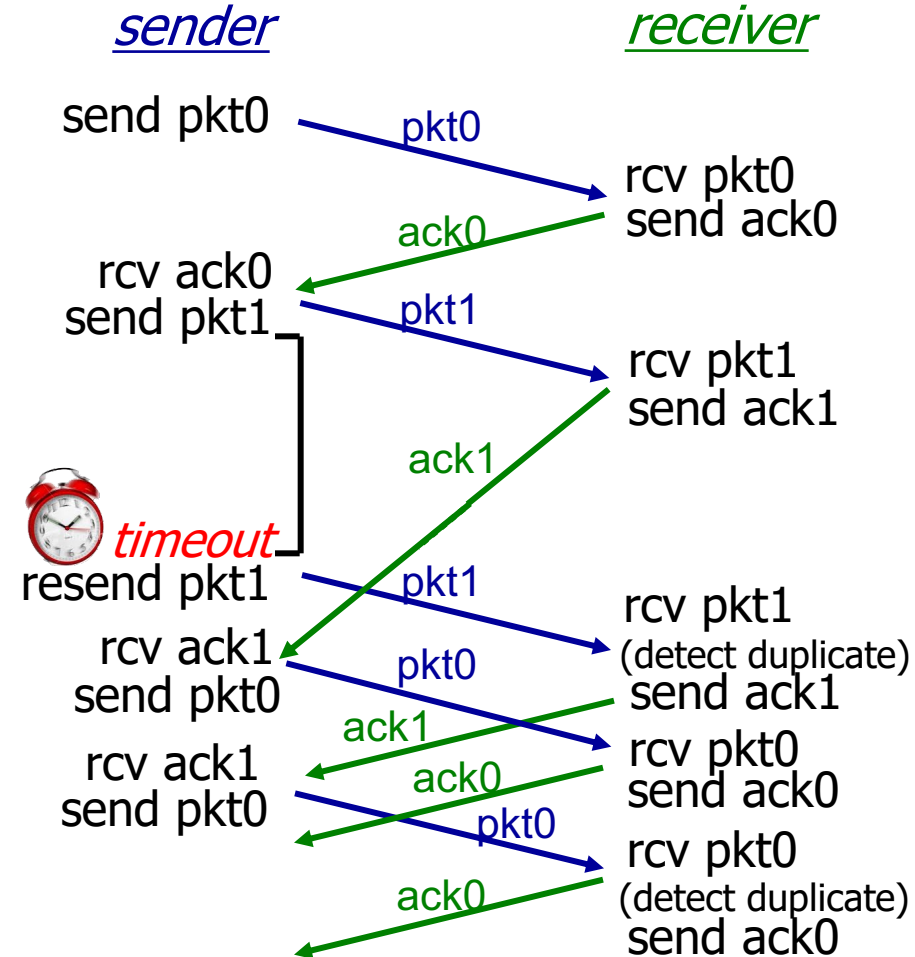 sender
receiver
send pkt0
pkt0
rcv pkt0
send ack0
ack0
rcv ack0
send pkt1
pkt1
rcv pkt1
send ack1
ack1
timeout
resend pkt1
pkt1
rcv pkt1
(detect duplicate)
send ack1
rcv ack1
send pkt0
pkt0
ack1
rcv pkt0
send ack0
rcv ack1
send pkt0
ack0
pkt0
rcv pkt0
(detect duplicate)
send ack0
ack0